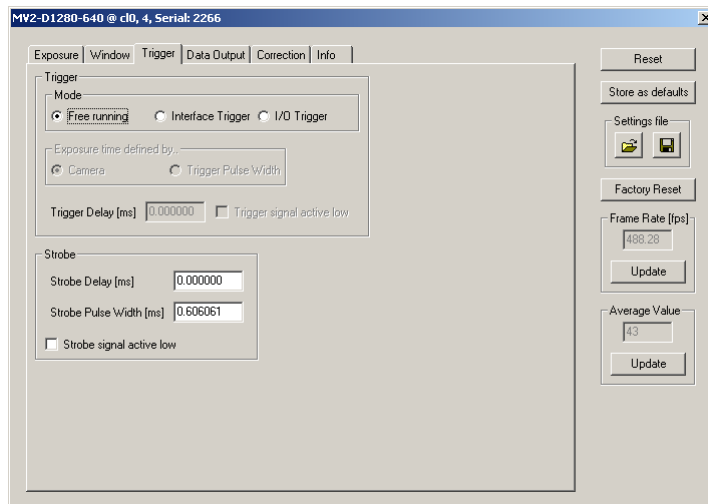 MV2-D1280-640 @ cl0, 4, Serial: 2266
Exposure Window Trigger Data Output Correction Info
Trigger
Mode
Free running Interface Trigger I/O Trigger
Exposure time defined by..
Camera Trigger Pulse Width
Trigger Delay [ms] 0.000000 Trigger signal active low
Strobe
Strobe Delay [ms] 0.000000
Strobe Pulse Width [ms] 0.606061
Strobe signal active low
Reset
Store as defaults
Settings file
Factory Reset
Frame Rate [fps]
488.28
Update
Average Value
43
Update